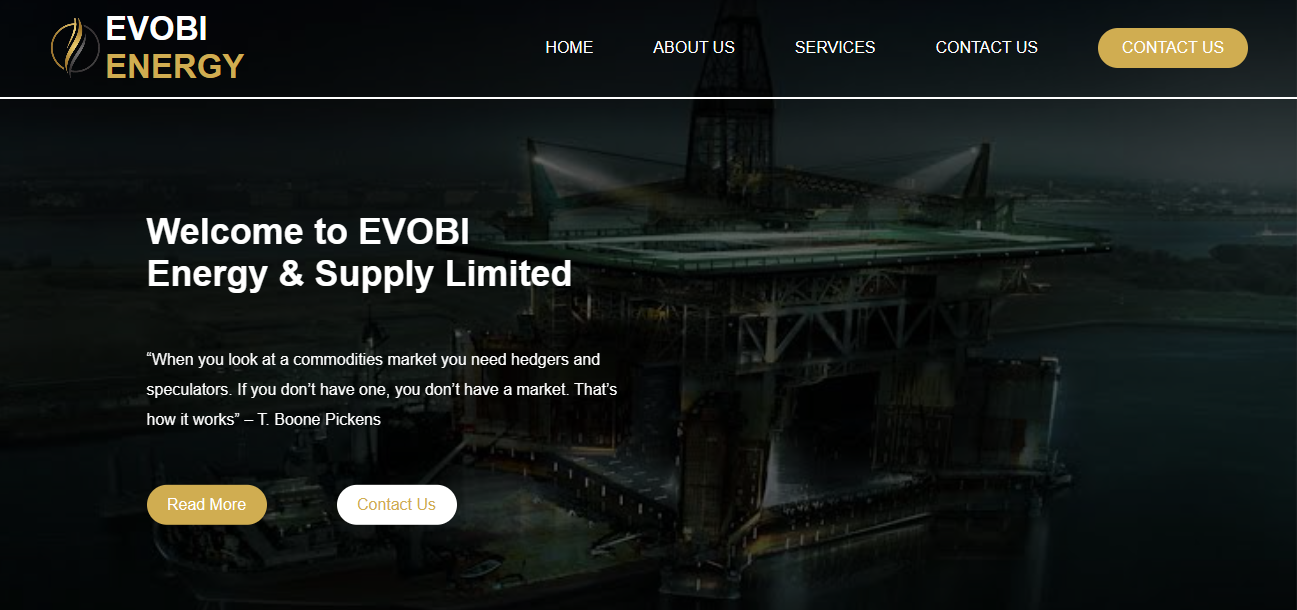 EVOBI
ENERGY
HOME
ABOUT US
SERVICES
CONTACT US
CONTACT US
Welcome to EVOBI
Energy & Supply Limited
“When you look at a commodities market you need hedgers and
speculators. If you don’t have one, you don’t have a market. That’s
how it works” – T. Boone Pickens
Read More
Contact Us